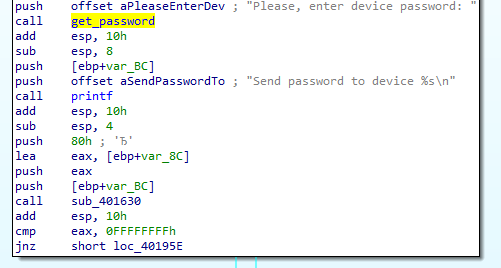 push offset aPleaseEnterDev ; "Please, enter device password: "
call get_password
add esp, 10h
sub esp, 8
push [ebp+var_BC]
push offset aSendPasswordTo ; "Send password to device %s\n"
call printf
add esp, 10h
sub esp, 4
push 80h ; 'Ђ'
lea eax, [ebp+var_8C]
push eax
push [ebp+var_BC]
call sub_401630
add esp, 10h
cmp eax, 0FFFFFFFFh
jnz short loc_40195E